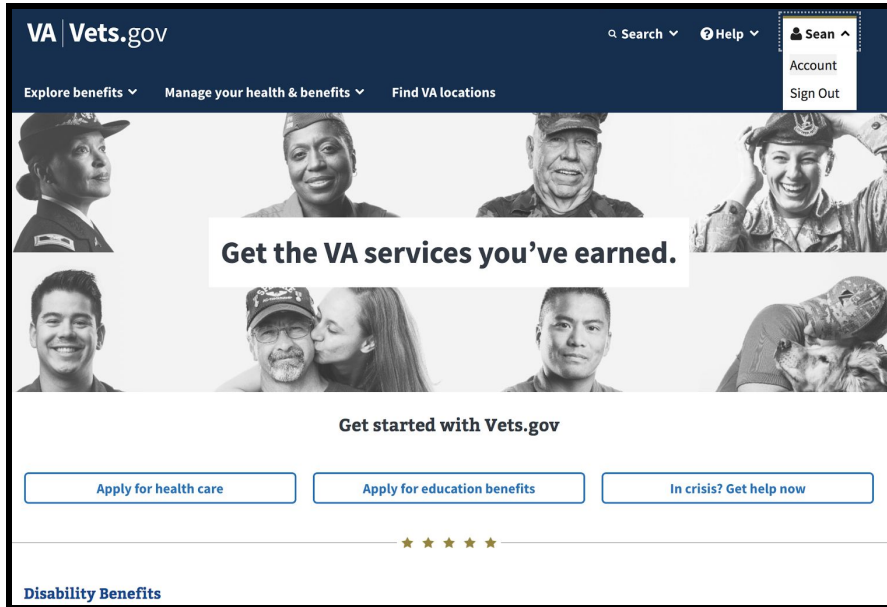 VA | Vets.gov
Search
Help
Sean
Account
Sign Out
Explore benefits
Manage your health & benefits
Find VA locations
Get the VA services you’ve earned.
Get started with Vets.gov
Apply for health care
Apply for education benefits
In crisis? Get help now
Disability Benefits